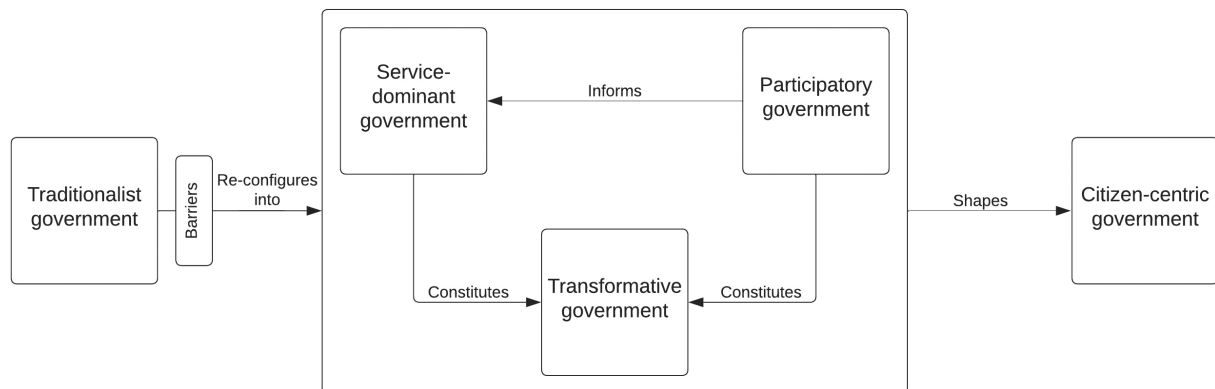 Service-
dominant
government
Informs
Participatory
government
Traditionalist
government
Barriers
Re-configures
into
Shapes
Citizen-centric
government
Constitutes
Transformative
government
Constitutes